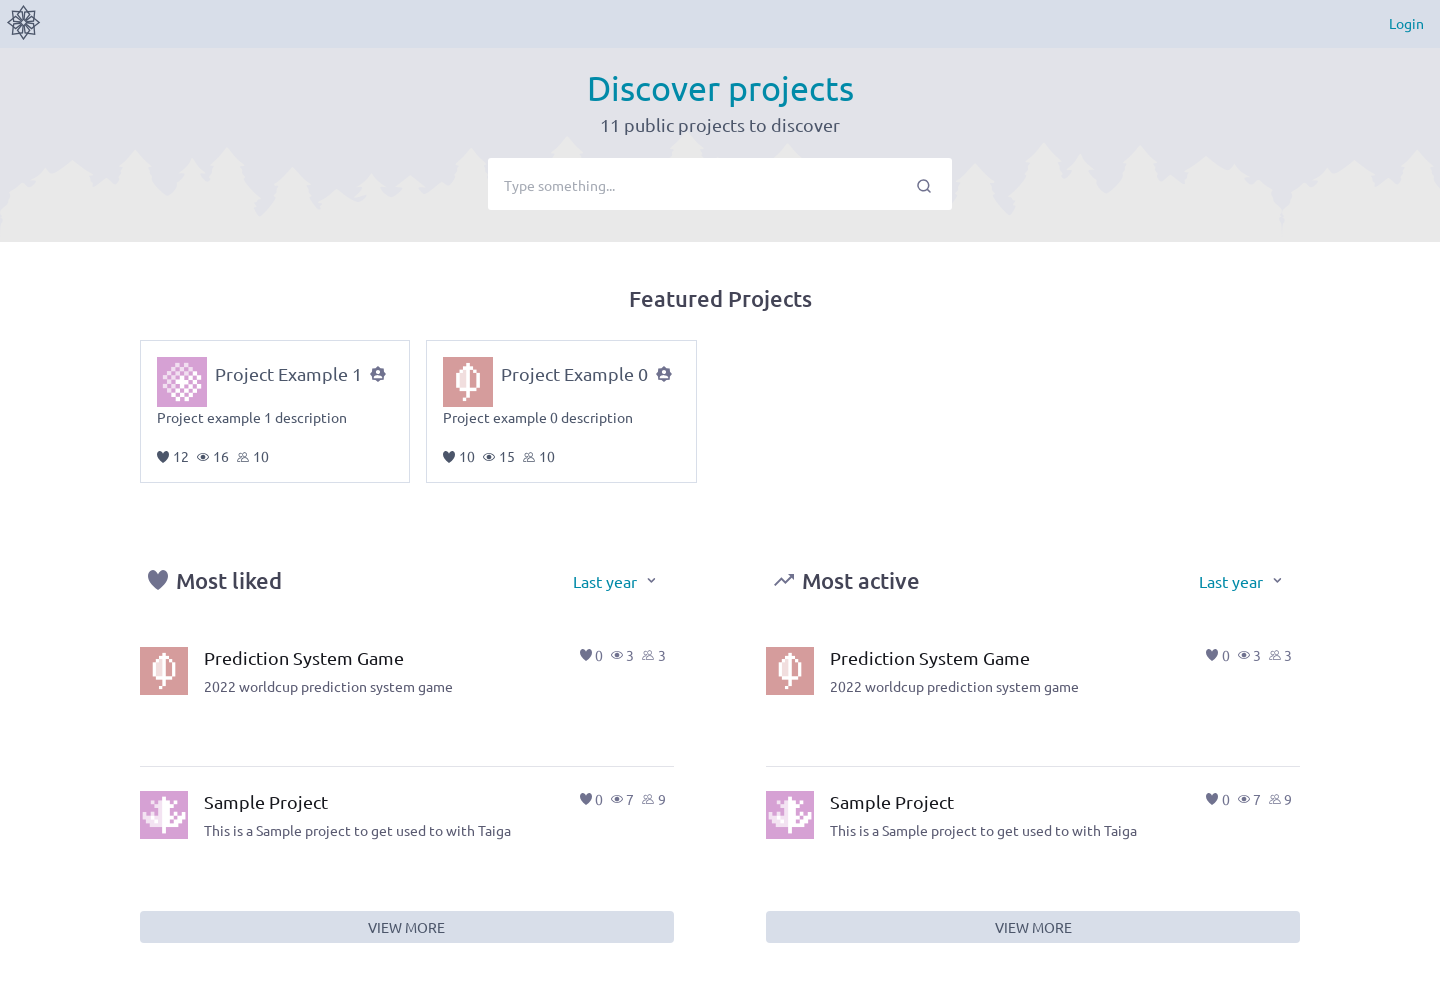 Login
Discover projects
11 public projects to discover
Type something...
Featured Projects
Project Example 1
Project example 1 description
12 16 10
Project Example 0
Project example 0 description
10 15 10
Most liked
Last year
Prediction System Game
0 3 3
2022 worldcup prediction system game
Sample Project
0 7 9
This is a Sample project to get used to with Taiga
VIEW MORE
Most active
Last year
Prediction System Game
0 3 3
2022 worldcup prediction system game
Sample Project
0 7 9
This is a Sample project to get used to with Taiga
VIEW MORE